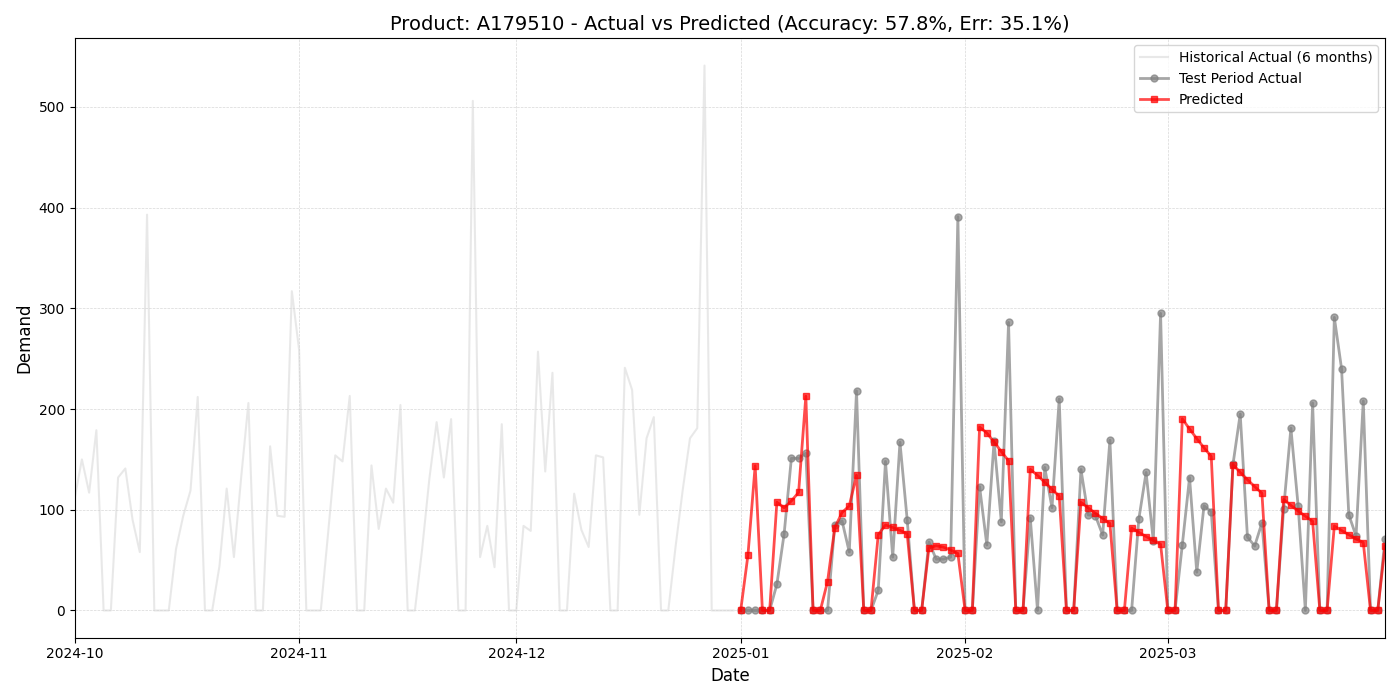 Product: A179510 - Actual vs Predicted (Accuracy: 57.8%, Err: 35.1%)
Historical Actual (6 months)
Test Period Actual
Predicted
Demand
500
400
300
200
100
0
2024-10
2024-11
2024-12
2025-01
2025-02
2025-03
Date